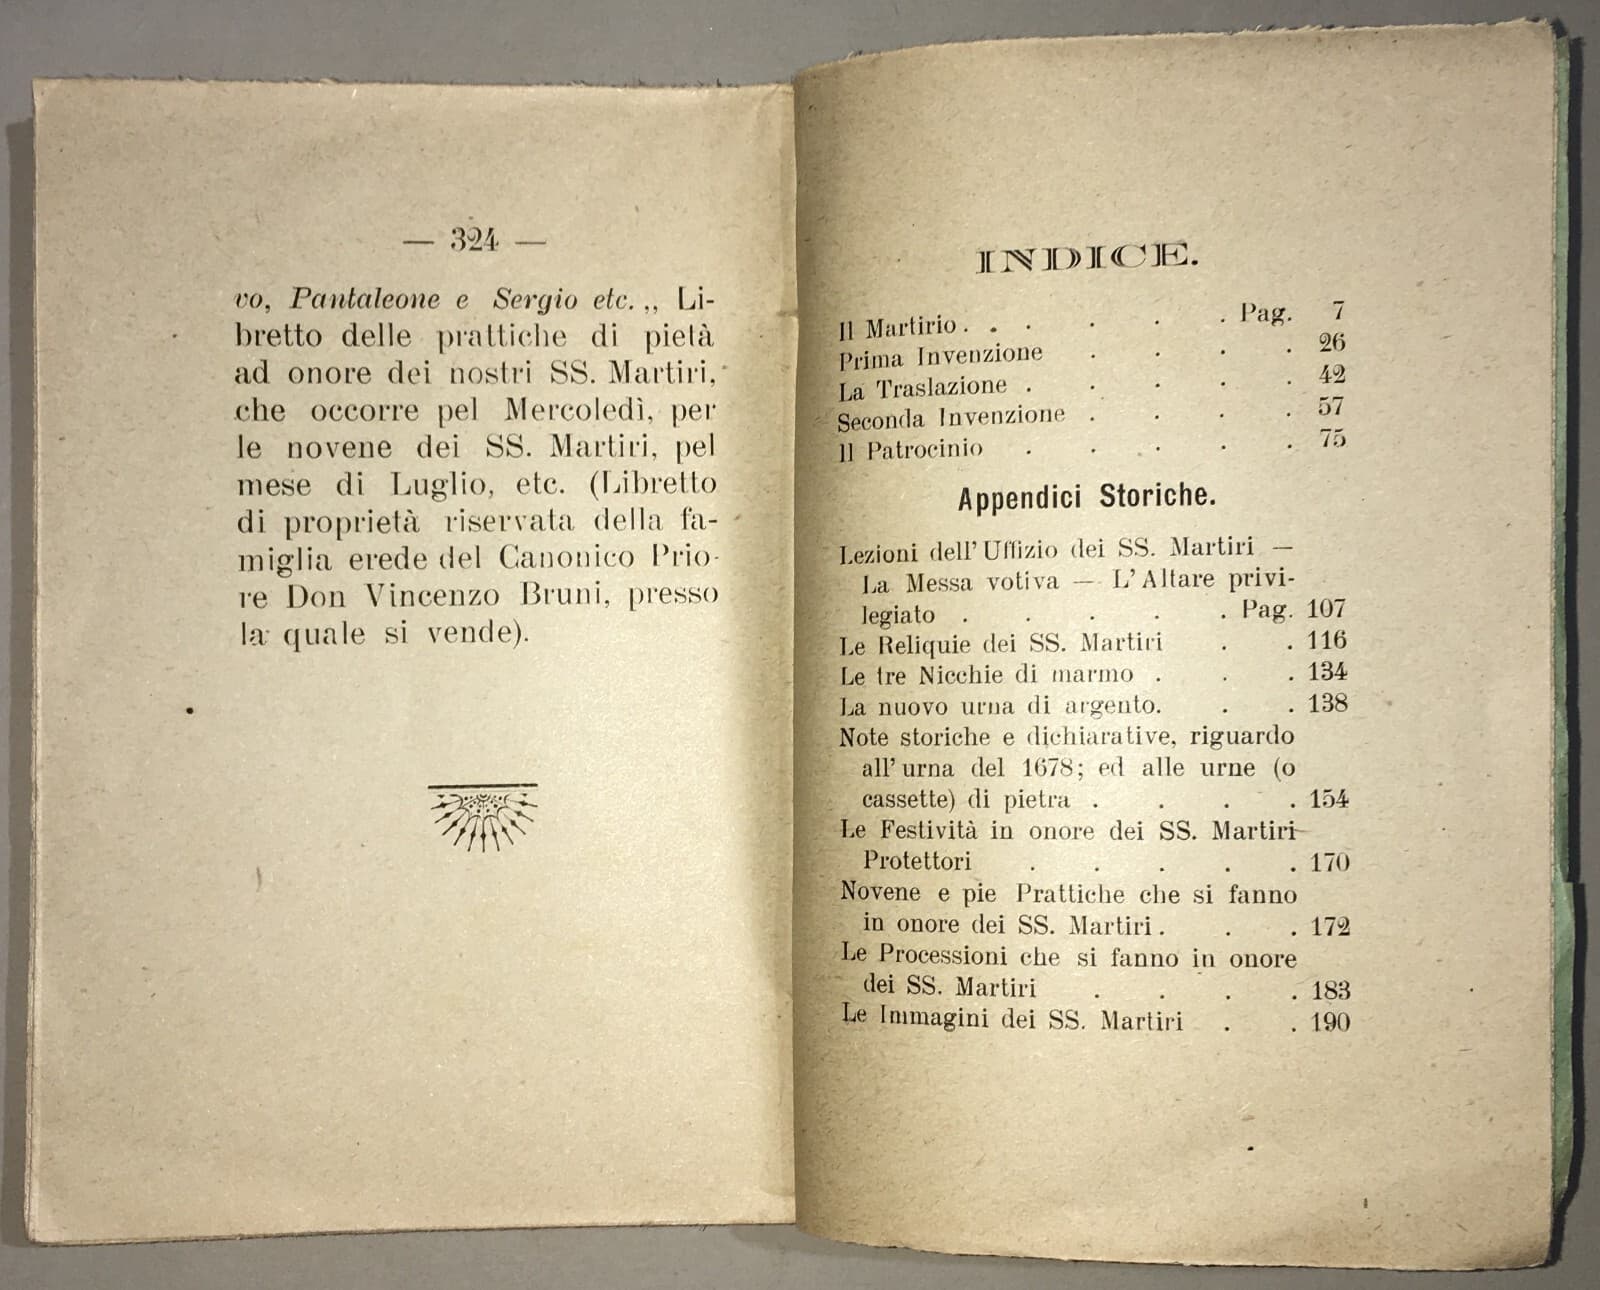 — 324 —
vo, Pantaleone e Sergio etc. ,, Li-
bretto delle prattiche di pietà
ad onore dei nostri SS. Martiri,
che occorre pel Mercoledì, per
le novene dei SS. Martiri, pel
mese di Luglio, etc. (Libretto
di proprietà riservata della fa-
miglia erede del Canonico Prio-
re Don Vincenzo Bruni, presso
la quale si vende).
INDICE.
Il Martirio . . . . . . Pag. 7
Prima Invenzione . . . . 26
La Traslazione . . . . . 42
Seconda Invenzione . . . . 57
Il Patrocinio . . . . . 75
Appendici Storiche.
Lezioni dell' Uffizio dei SS. Martiri —
La Messa votiva — L' Altare privi-
legiato . . . . . Pag. 107
Le Reliquie dei SS. Martiri . . 116
Le tre Nicchie di marmo . . . 134
La nuovo urna di argento. . . 138
Note storiche e dichiarative, riguardo
all' urna del 1678; ed alle urne (o
cassette) di pietra . . . . 154
Le Festività in onore dei SS. Martiri
Protettori . . . . . 170
Novene e pie Prattiche che si fanno
in onore dei SS. Martiri . . . 172
Le Processioni che si fanno in onore
dei SS. Martiri . . . . 183
Le Immagini dei SS. Martiri . . 190